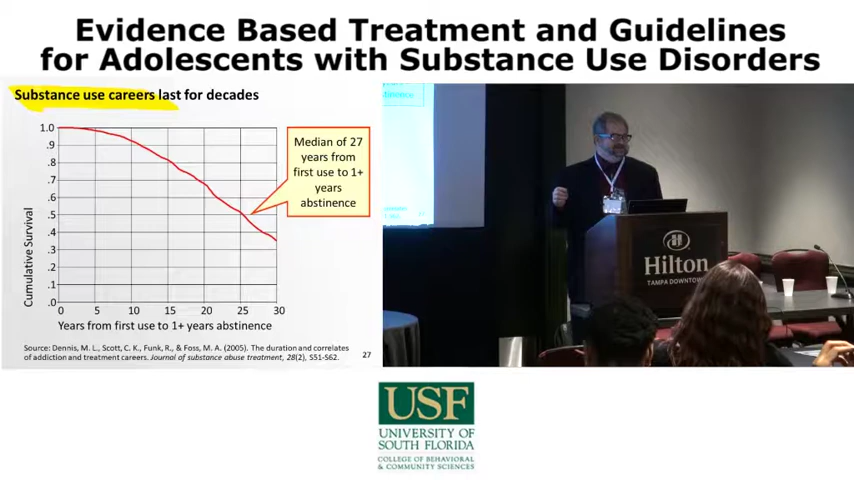 Evidence Based Treatment and Guidelines
for Adolescents with Substance Use Disorders
Substance use careers last for decades
1.0
.9
.8
.7
.6
.5
.4
.3
.2
.1
.0
Cumulative Survival
0 5 10 15 20 25 30
Years from first use to 1+ years abstinence
Median of 27
years from
first use to 1+
years
abstinence
Source: Dennis, M. L., Scott, C. K., Funk, R., & Foss, M. A. (2005). The duration and correlates
of addiction and treatment careers. Journal of substance abuse treatment, 28(2), S51-S62.
27
abstinence
Hilton
TAMPA DOWNTOWN
USF
UNIVERSITY OF
SOUTH FLORIDA
COLLEGE OF BEHAVIORAL
& COMMUNITY SCIENCES